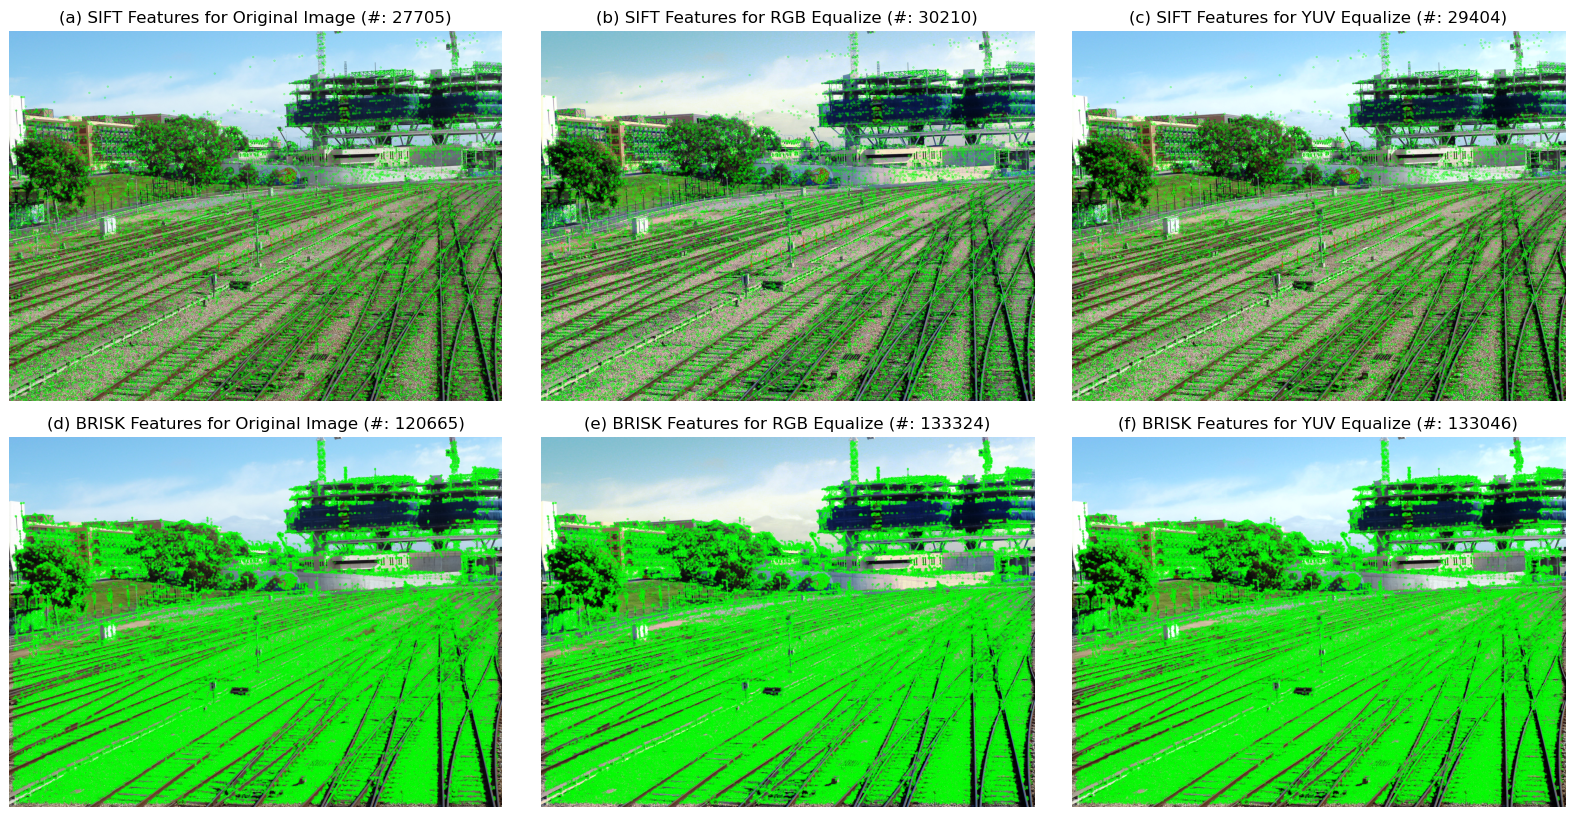 (a) SIFT Features for Original Image (#: 27705)
(b) SIFT Features for RGB Equalize (#: 30210)
(c) SIFT Features for YUV Equalize (#: 29404)
(d) BRISK Features for Original Image (#: 120665)
(e) BRISK Features for RGB Equalize (#: 133324)
(f) BRISK Features for YUV Equalize (#: 133046)